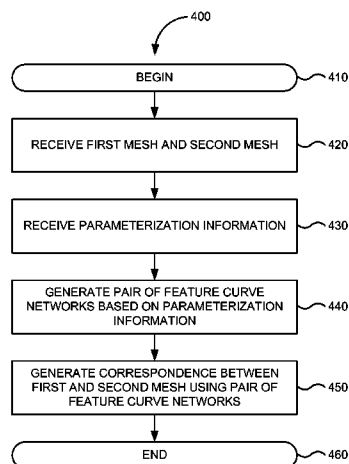 400
BEGIN
410
RECEIVE FIRST MESH AND SECOND MESH
420
RECEIVE PARAMETERIZATION INFORMATION
430
GENERATE PAIR OF FEATURE CURVE
NETWORKS BASED ON PARAMETERIZATION
INFORMATION
440
GENERATE CORRESPONDENCE BETWEEN
FIRST AND SECOND MESH USING PAIR OF
FEATURE CURVE NETWORKS
450
END
460